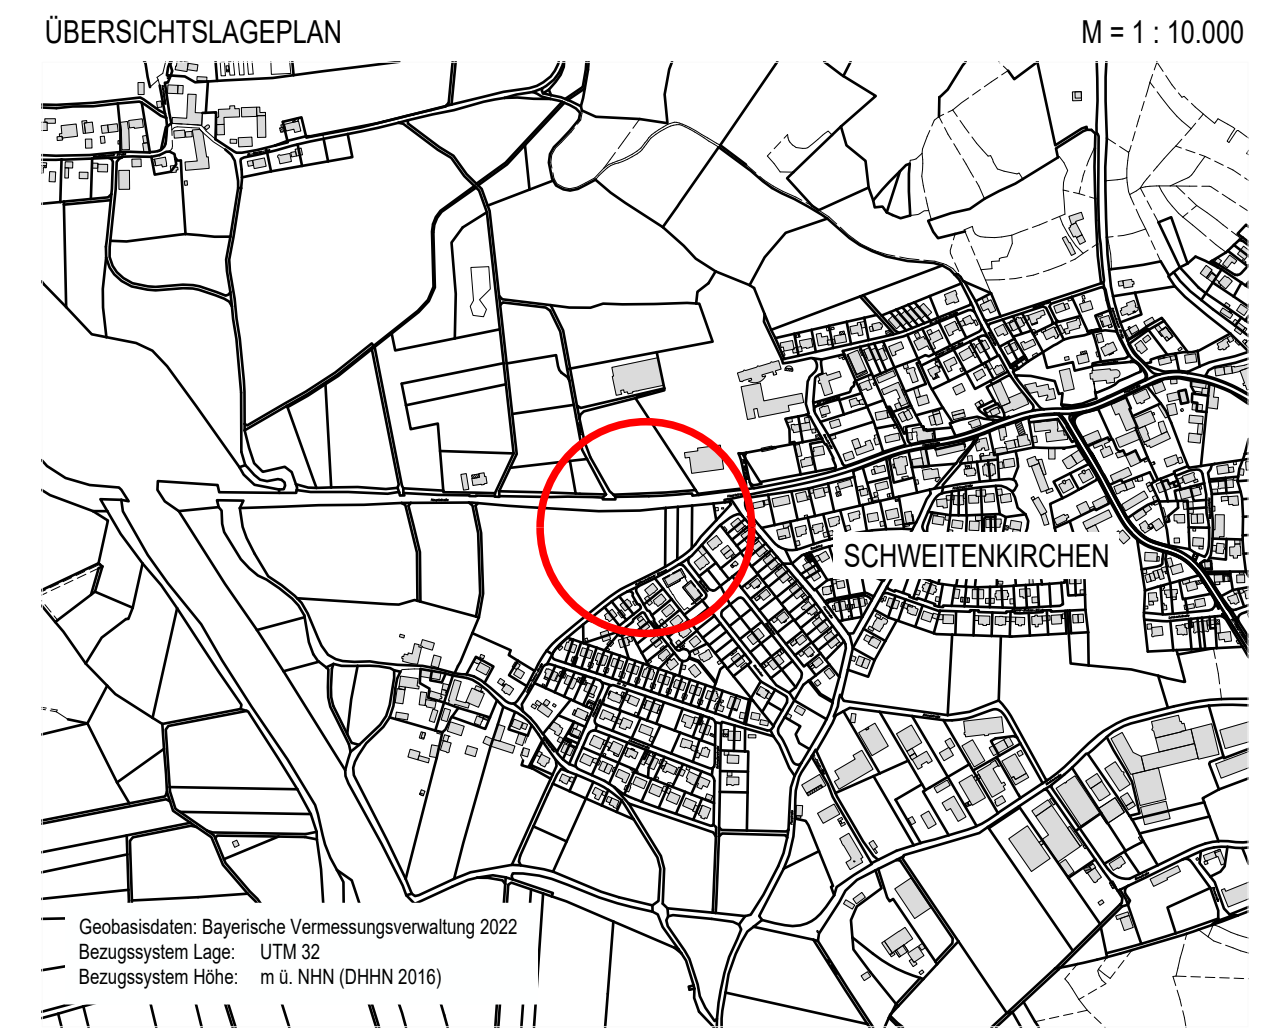 ÜBERSICHTSLAGEPLAN M = 1 : 10.000
SCHWEITENKIRCHEN
Geobasisdaten: Bayerische Vermessungsverwaltung 2022
Bezugssystem Lage: UTM 32
Bezugssystem Höhe: m ü. NHN (DHHN 2016)